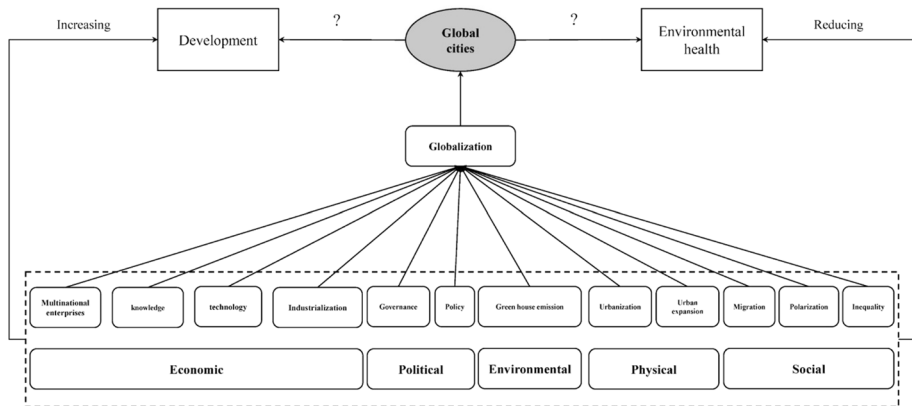 Increasing
?
?
Reducing
Development
Global
cities
Environmental
health
Globalization
Multinational
enterprises
knowledge
technology
Industrialization
Governance
Policy
Green house emission
Urbanization
Urban
expansion
Migration
Polarization
Inequality
Economic
Political
Environmental
Physical
Social